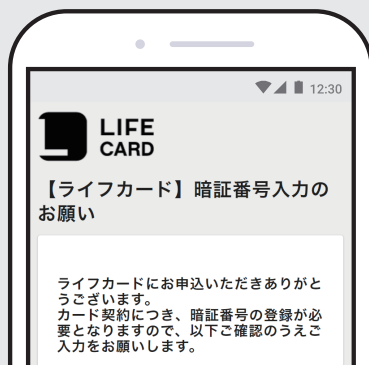 12:30
LIFE
CARD
【ライフカード】暗証番号入力の
お願い
ライフカードにお申込いただきありがと
うございます。
カード契約につき、暗証番号の登録が必
要となりますので、以下ご確認のうえご
入力をお願いします。